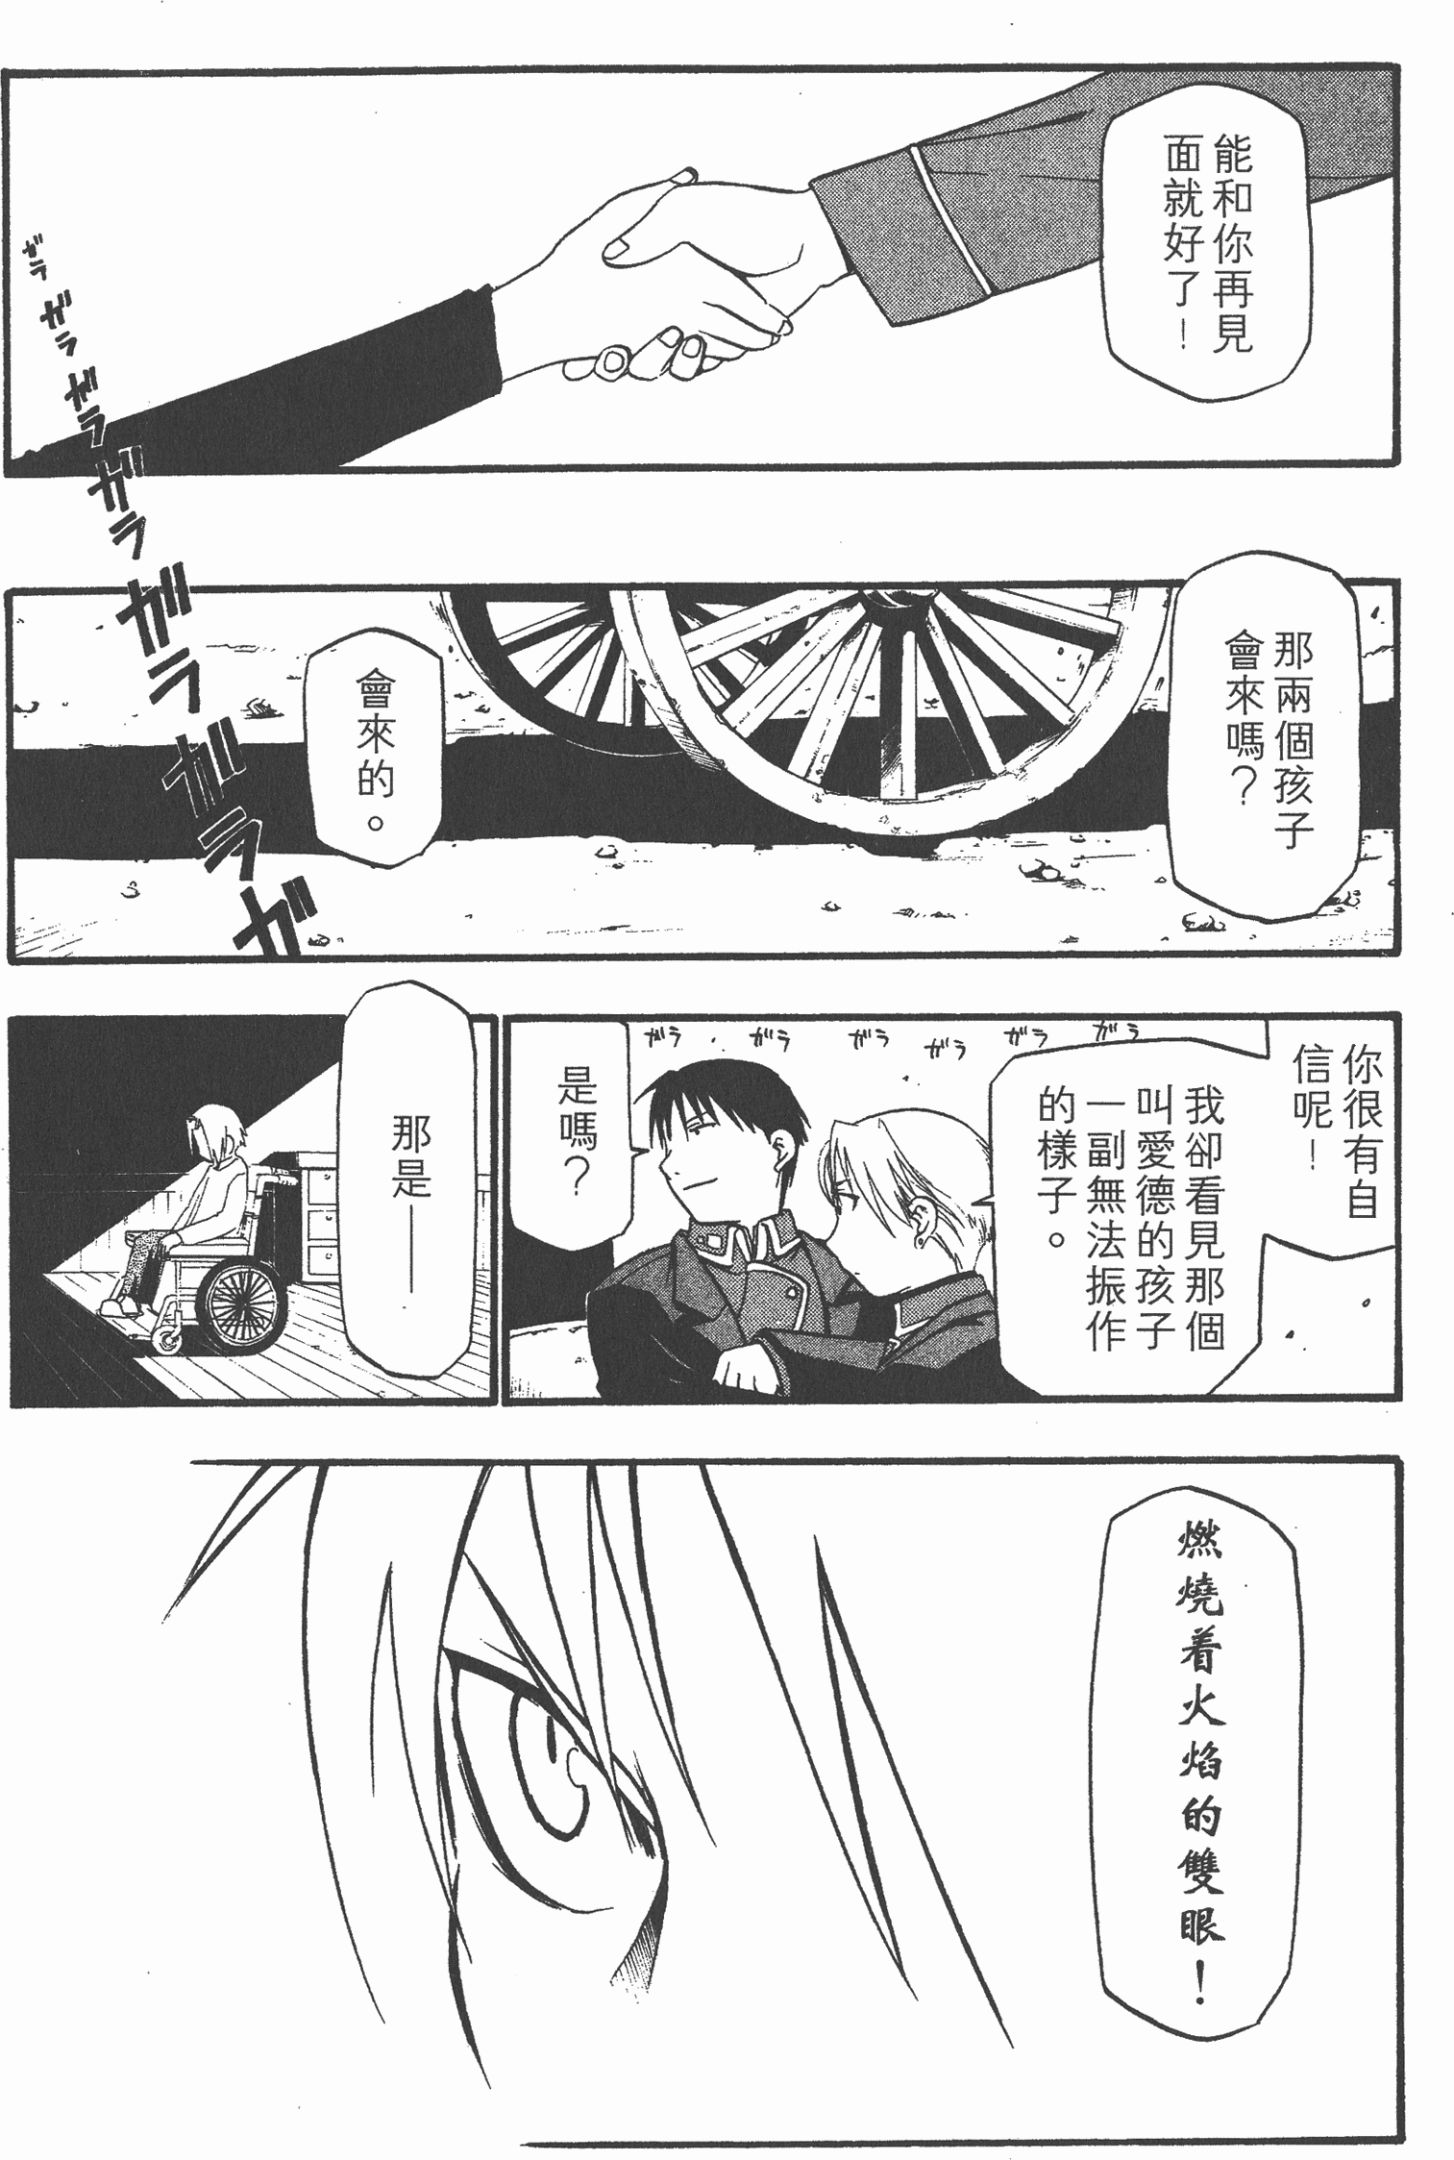 能和你再見
面就好了！
ガラ
ガラ
ガラ
ガラ
ガラ
ガラ
ガ
那兩個孩子
會來嗎？
會來的。
你很有自
信呢！
我卻看見那個
叫愛德的孩子
一副無法振作
的樣子。
ガラ
ガラ
ガラ
ガラ
ガラ
ガラ
是嗎？
那是——
燃燒着火焰的雙眼！